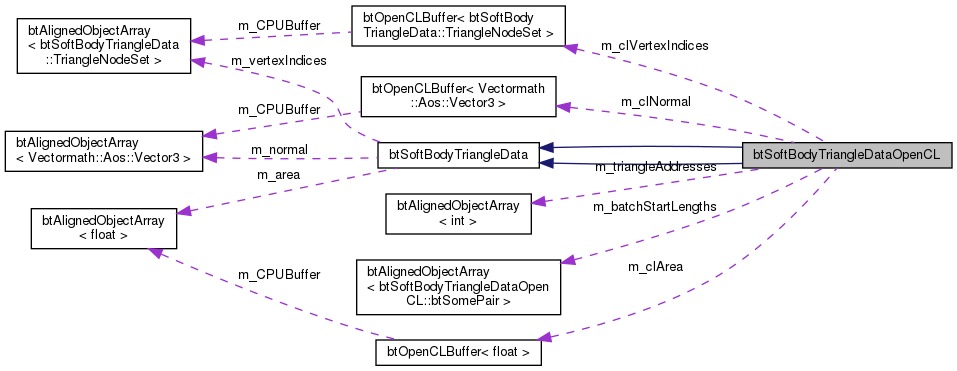 btAlignedObjectArray
< btSoftBodyTriangleData
::TriangleNodeSet >
m_CPUBuffer
btOpenCLBuffer< btSoftBody
TriangleData::TriangleNodeSet >
m_clVertexIndices
m_vertexIndices
btOpenCLBuffer< Vectormath
::Aos::Vector3 >
m_clNormal
m_CPUBuffer
btAlignedObjectArray
< Vectormath::Aos::Vector3 >
m_normal
btSoftBodyTriangleData
btSoftBodyTriangleDataOpenCL
m_area
m_triangleAddresses
btAlignedObjectArray
< float >
btAlignedObjectArray
< int >
m_batchStartLengths
m_CPUBuffer
btAlignedObjectArray
< btSoftBodyTriangleDataOpen
CL::btSomePair >
m_clArea
btOpenCLBuffer< float >